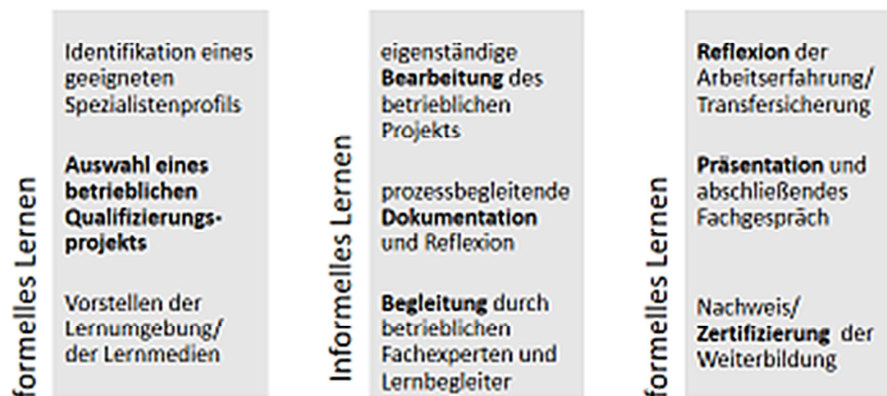 formelles Lernen
Identifikation eines
geeigneten
Spezialistenprofils
Auswahl eines
betrieblichen
Qualifizierungs-
projekts
Vorstellen der
Lernumgebung/
der Lernmedien
Informelles Lernen
eigenständige
Bearbeitung des
betrieblichen
Projekts
prozessbegleitende
Dokumentation
und Reflexion
Begleitung durch
betrieblichen
Fachexperten und
Lernbegleiter
formelles Lernen
Reflexion der
Arbeitserfahrung/
Transfersicherung
Präsentation und
abschließendes
Fachgespräch
Nachweis/
Zertifizierung der
Weiterbildung